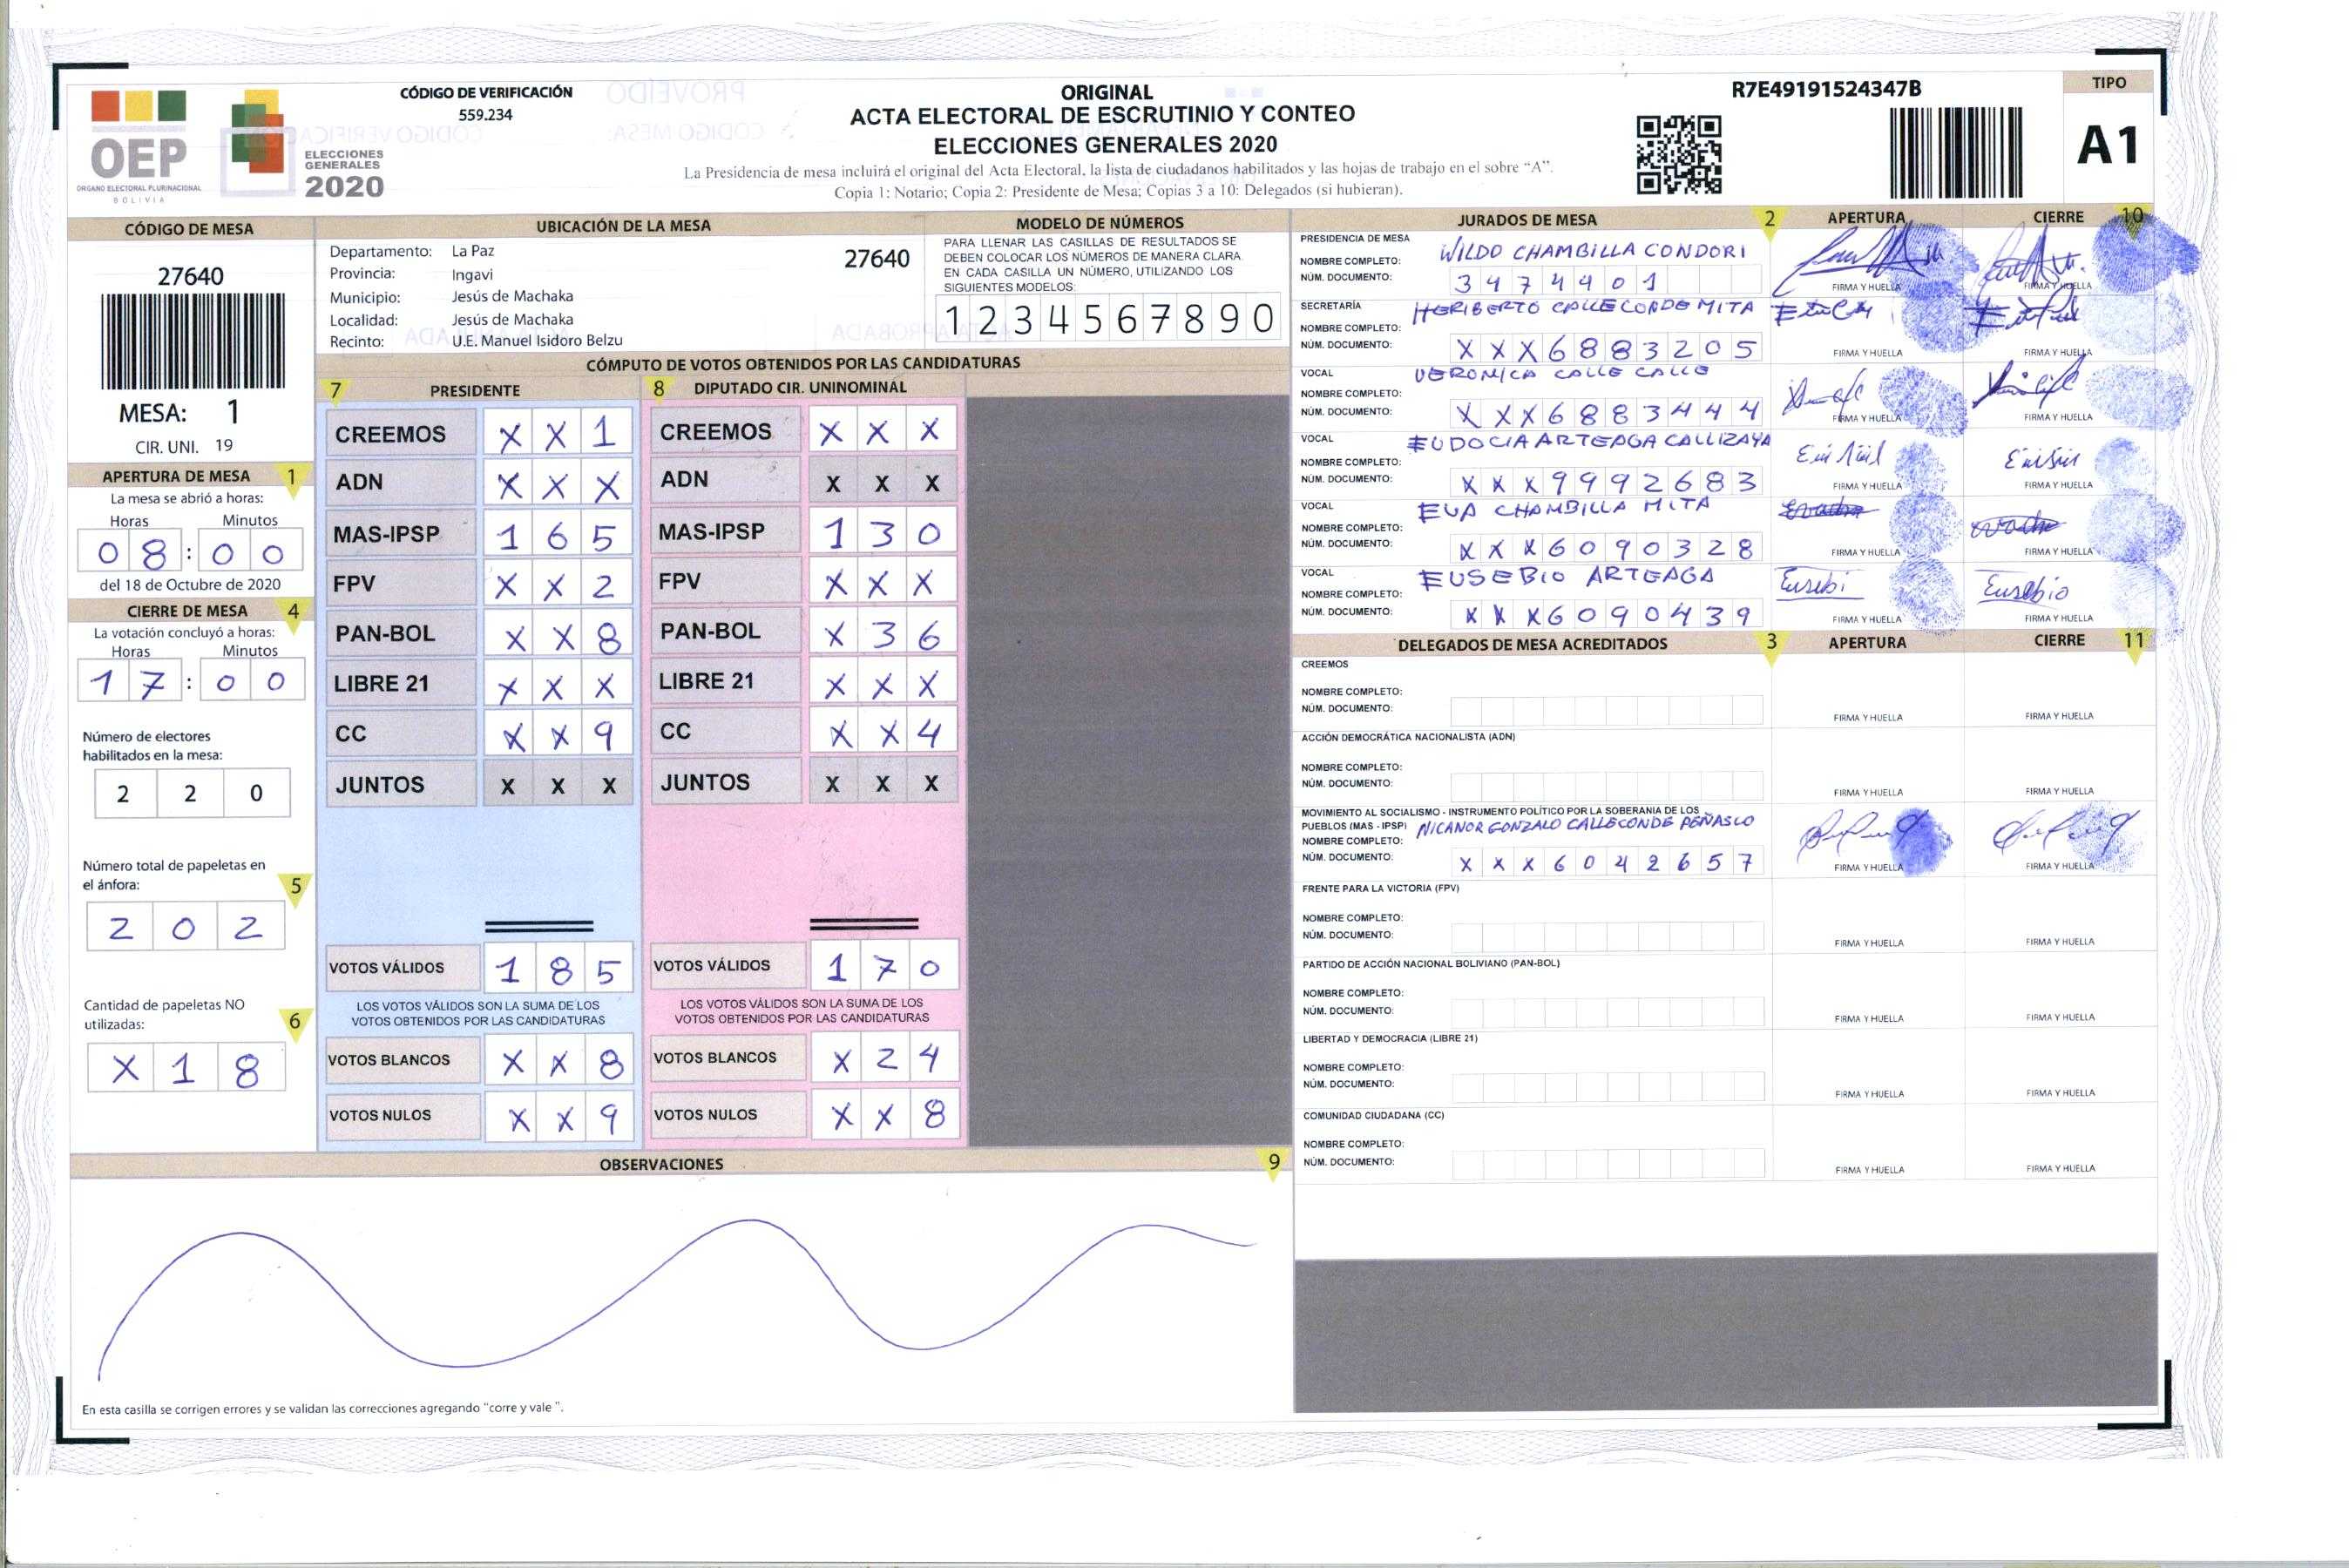 OEP
ORGANO ELECTORAL PLURINACIONAL
BOLIVIA
ELECCIONES
GENERALES
2020
CÓDIGO DE VERIFICACIÓN
559.234
ORIGINAL
ACTA ELECTORAL DE ESCRUTINIO Y CONTEO
ELECCIONES GENERALES 2020
La Presidencia de mesa incluirá el original del Acta Electoral, la lista de ciudadanos habilitados y las hojas de trabajo en el sobre “A”.
Copia 1: Notario; Copia 2: Presidente de Mesa; Copias 3 a 10: Delegados (si hubieran).
R7E49191524347B
TIPO
A1
CÓDIGO DE MESA
27640
MESA: 1
CIR. UNI. 19
APERTURA DE MESA 1
La mesa se abrió a horas:
Horas Minutos
0 8 : 0 0
del 18 de Octubre de 2020
CIERRE DE MESA 4
La votación concluyó a horas:
Horas Minutos
1 7 : 0 0
Número de electores
habilitados en la mesa:
2 2 0
Número total de papeletas en
el ánfora: 5
2 0 2
Cantidad de papeletas NO
utilizadas: 6
X 1 8
UBICACIÓN DE LA MESA
Departamento: La Paz 27640
Provincia: Ingavi
Municipio: Jesús de Machaka
Localidad: Jesús de Machaka
Recinto: U.E. Manuel Isidoro Belzu
MODELO DE NÚMEROS
PARA LLENAR LAS CASILLAS DE RESULTADOS SE
DEBEN COLOCAR LOS NÚMEROS DE MANERA CLARA
EN CADA CASILLA UN NÚMERO, UTILIZANDO LOS
SIGUIENTES MODELOS:
1 2 3 4 5 6 7 8 9 0
CÓMPUTO DE VOTOS OBTENIDOS POR LAS CANDIDATURAS
7 PRESIDENTE 8 DIPUTADO CIR. UNINOMINAL
CREEMOS X X 1 CREEMOS X X X
ADN X X X ADN X X X
MAS-IPSP 1 6 5 MAS-IPSP 1 3 0
FPV X X 2 FPV X X X
PAN-BOL X X 8 PAN-BOL X 3 6
LIBRE 21 X X X LIBRE 21 X X X
CC X X 9 CC X X 4
JUNTOS X X X JUNTOS X X X
VOTOS VÁLIDOS 1 8 5 VOTOS VÁLIDOS 1 7 0
LOS VOTOS VÁLIDOS SON LA SUMA DE LOS LOS VOTOS VÁLIDOS SON LA SUMA DE LOS
VOTOS OBTENIDOS POR LAS CANDIDATURAS VOTOS OBTENIDOS POR LAS CANDIDATURAS
VOTOS BLANCOS X X 8 VOTOS BLANCOS X 2 4
VOTOS NULOS X X 9 VOTOS NULOS X X 8
OBSERVACIONES 9
En esta casilla se corrigen errores y se validan las correcciones agregando “corre y vale ”.
JURADOS DE MESA 2 APERTURA CIERRE 10
PRESIDENCIA DE MESA
NOMBRE COMPLETO: WILDO CHAMBILLA CONDORI
NÚM. DOCUMENTO: 3 4 7 4 4 0 1
FIRMA Y HUELLA FIRMA Y HUELLA
SECRETARÍA
NOMBRE COMPLETO: HERIBERTO CALLECONDE MITA
NÚM. DOCUMENTO: X X X 6 8 8 3 2 0 5
FIRMA Y HUELLA FIRMA Y HUELLA
VOCAL
NOMBRE COMPLETO: VERONICA CALLE CALLE
NÚM. DOCUMENTO: X X X 6 8 8 3 4 4 4
FIRMA Y HUELLA FIRMA Y HUELLA
VOCAL
NOMBRE COMPLETO: EUDOCIA ARTEAGA CALLIZAYA
NÚM. DOCUMENTO: X X X 9 9 9 2 6 8 3
FIRMA Y HUELLA FIRMA Y HUELLA
VOCAL
NOMBRE COMPLETO: EVA CHAMBILLA MITA
NÚM. DOCUMENTO: X X X 6 0 9 0 3 2 8
FIRMA Y HUELLA FIRMA Y HUELLA
VOCAL
NOMBRE COMPLETO: EUSEBIO ARTEAGA
NÚM. DOCUMENTO: X X X 6 0 9 0 4 3 9
Eusebi Eusebio
FIRMA Y HUELLA FIRMA Y HUELLA
DELEGADOS DE MESA ACREDITADOS 3 APERTURA CIERRE 11
CREEMOS
NOMBRE COMPLETO:
NÚM. DOCUMENTO:
FIRMA Y HUELLA FIRMA Y HUELLA
ACCIÓN DEMOCRÁTICA NACIONALISTA (ADN)
NOMBRE COMPLETO:
NÚM. DOCUMENTO:
FIRMA Y HUELLA FIRMA Y HUELLA
MOVIMIENTO AL SOCIALISMO - INSTRUMENTO POLÍTICO POR LA SOBERANIA DE LOS
PUEBLOS (MAS - IPSP) NICANOR GONZALO CALLECONDE PEÑASCO
NOMBRE COMPLETO:
NÚM. DOCUMENTO: X X X 6 0 4 2 6 5 7
FIRMA Y HUELLA FIRMA Y HUELLA
FRENTE PARA LA VICTORIA (FPV)
NOMBRE COMPLETO:
NÚM. DOCUMENTO:
FIRMA Y HUELLA FIRMA Y HUELLA
PARTIDO DE ACCIÓN NACIONAL BOLIVIANO (PAN-BOL)
NOMBRE COMPLETO:
NÚM. DOCUMENTO:
FIRMA Y HUELLA FIRMA Y HUELLA
LIBERTAD Y DEMOCRACIA (LIBRE 21)
NOMBRE COMPLETO:
NÚM. DOCUMENTO:
FIRMA Y HUELLA FIRMA Y HUELLA
COMUNIDAD CIUDADANA (CC)
NOMBRE COMPLETO:
NÚM. DOCUMENTO:
FIRMA Y HUELLA FIRMA Y HUELLA